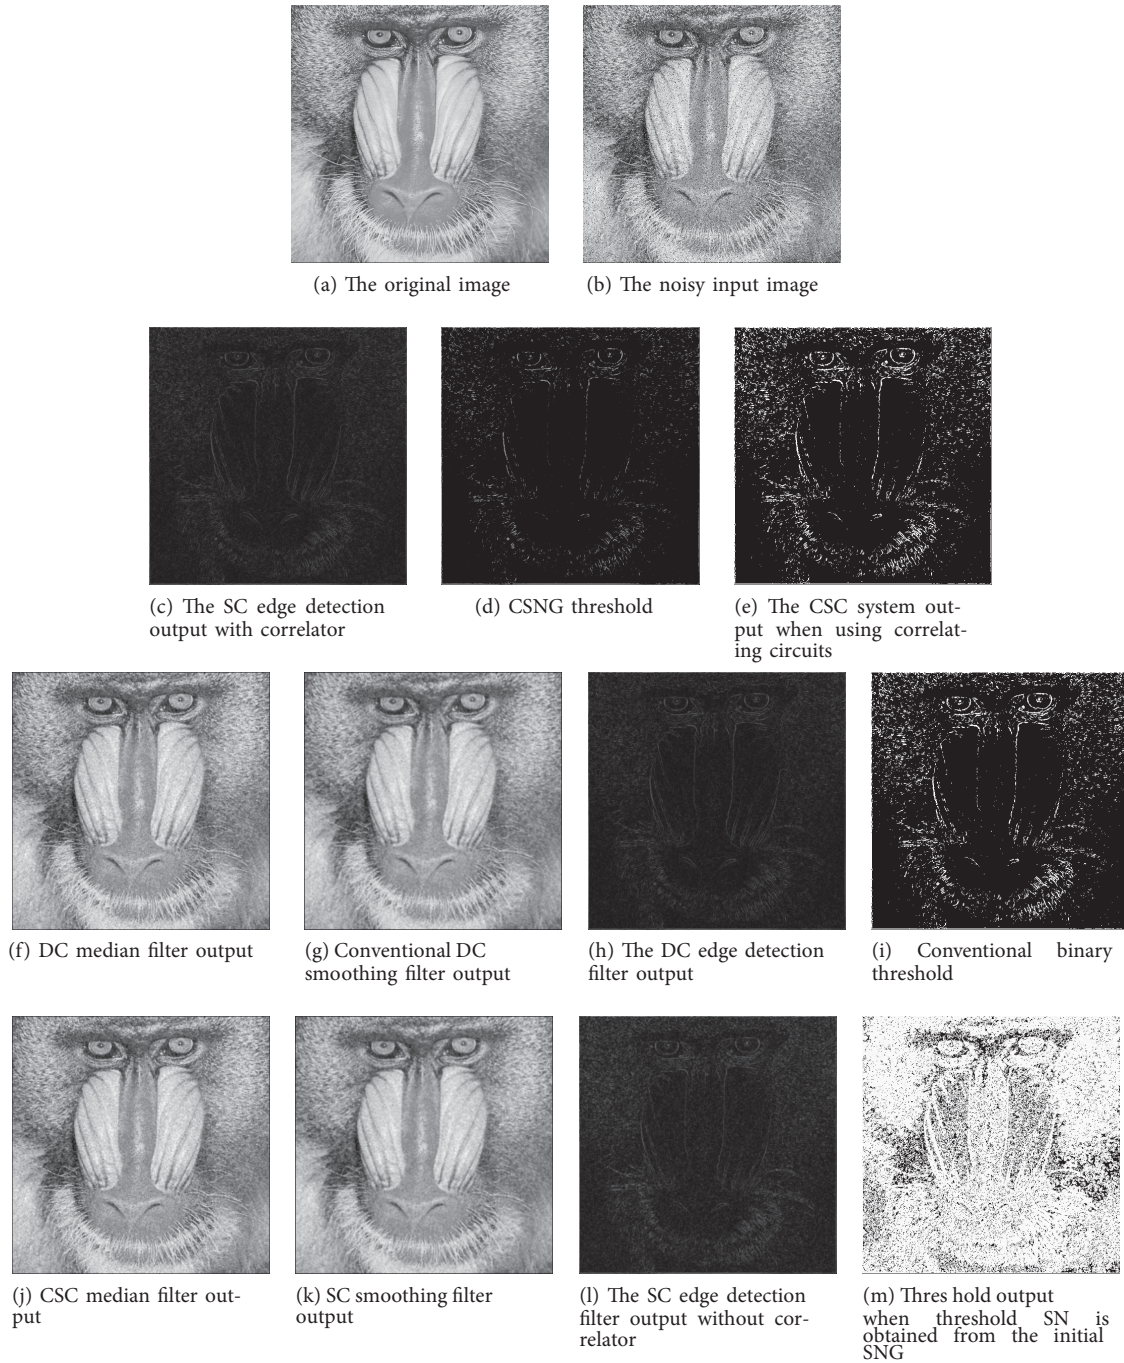 (a) The original image
(b) The noisy input image
(c) The SC edge detection
output with correlator
(d) CSNG threshold
(e) The CSC system out-
put when using correlat-
ing circuits
(f) DC median filter output
(g) Conventional DC
smoothing filter output
(h) The DC edge detection
filter output
(i) Conventional binary
threshold
(j) CSC median filter out-
put
(k) SC smoothing filter
output
(l) The SC edge detection
filter output without cor-
relator
(m) Thres hold output
when threshold SN is
obtained from the initial
SNG